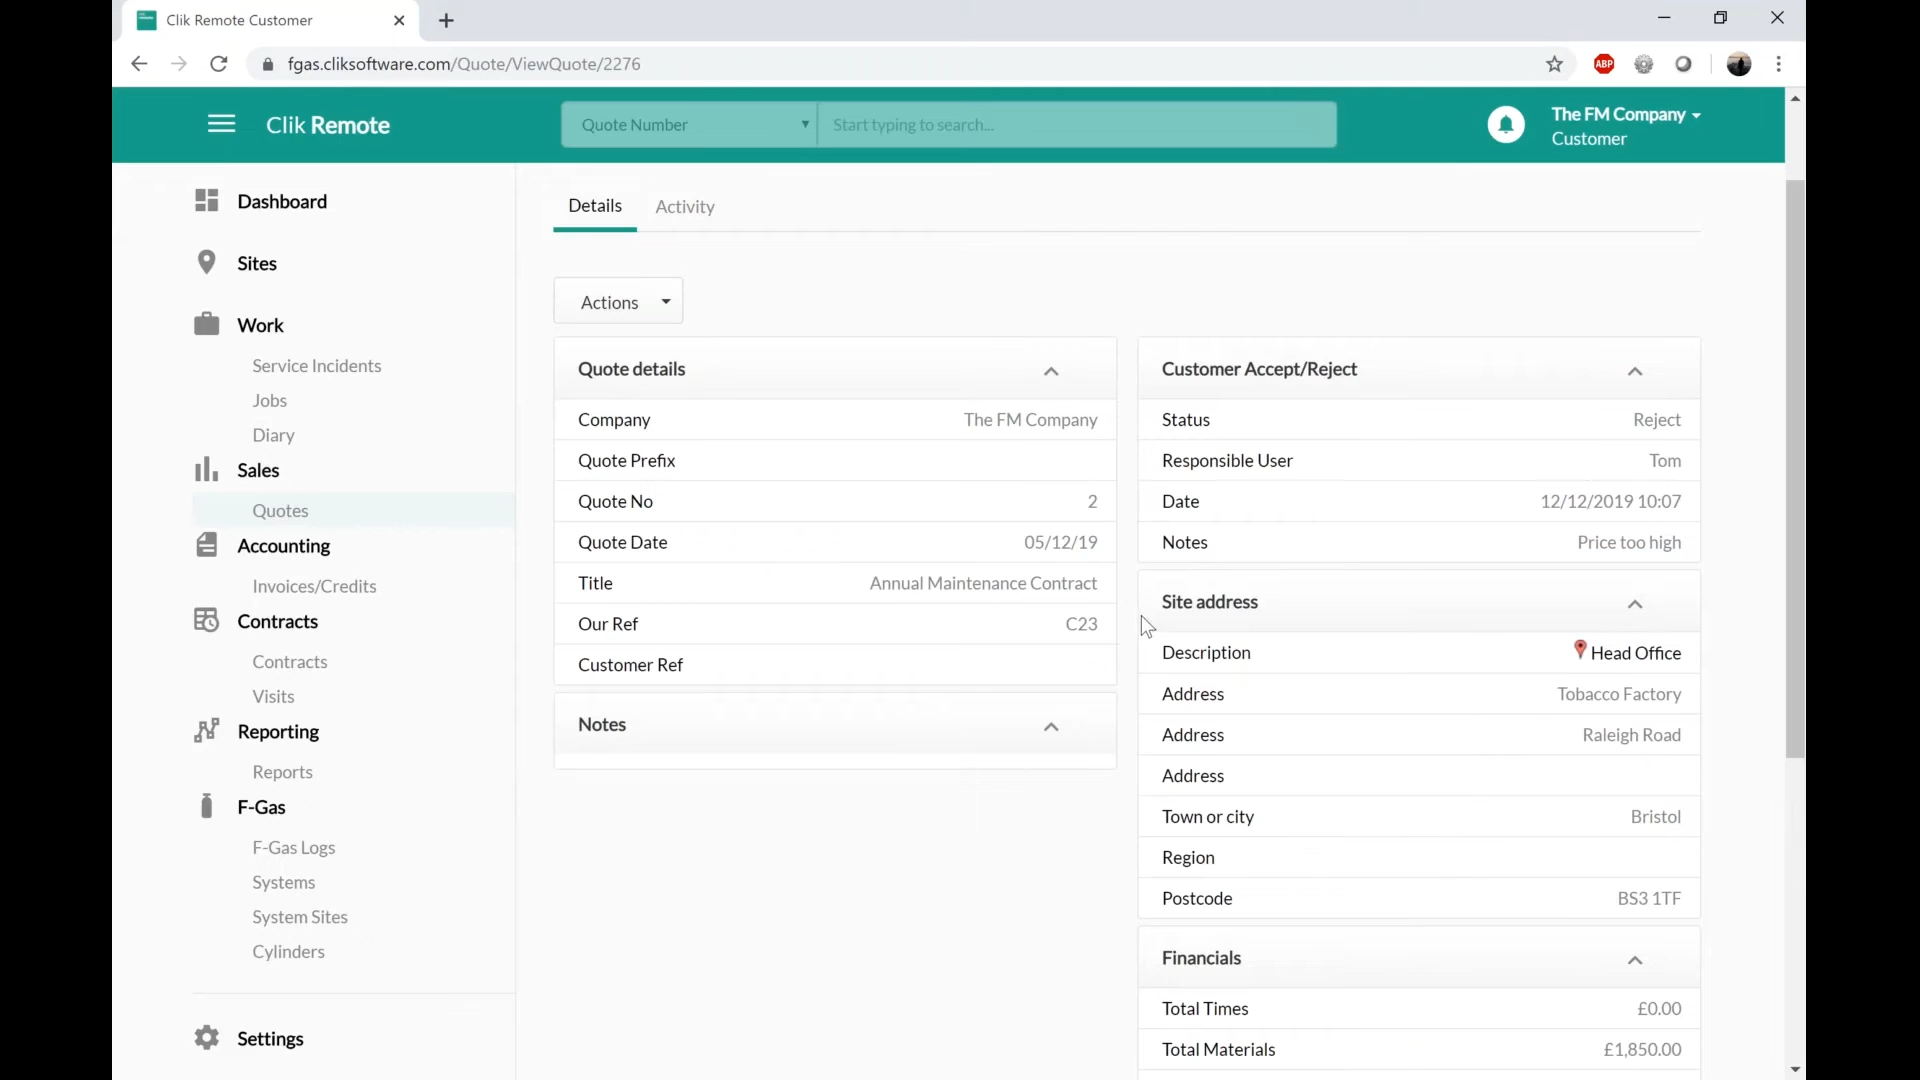 Clik Remote Customer
fgas.cliksoftware.com/Quote/ViewQuote/2276
ABP
Clik Remote
Quote Number
Start typing to search...
The FM Company
Customer
Dashboard
Sites
Work
Service Incidents
Jobs
Diary
Sales
Quotes
Accounting
Invoices/Credits
Contracts
Contracts
Visits
Reporting
Reports
F-Gas
F-Gas Logs
Systems
System Sites
Cylinders
Settings
Details Activity
Actions
Quote details
Company The FM Company
Quote Prefix
Quote No 2
Quote Date 05/12/19
Title Annual Maintenance Contract
Our Ref C23
Customer Ref
Notes
Customer Accept/Reject
Status Reject
Responsible User Tom
Date 12/12/2019 10:07
Notes Price too high
Site address
Description Head Office
Address Tobacco Factory
Address Raleigh Road
Address
Town or city Bristol
Region
Postcode BS3 1TF
Financials
Total Times £0.00
Total Materials £1,850.00